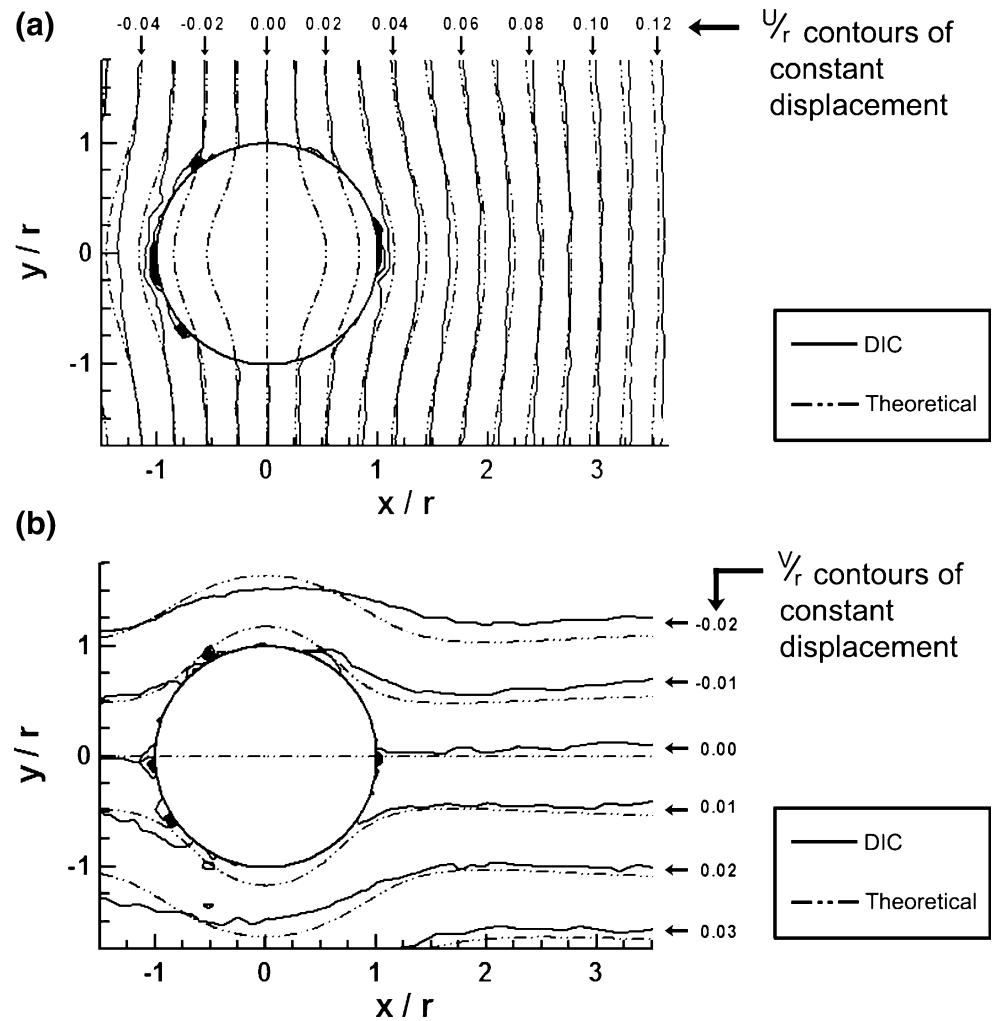 (a)
-0.04 -0.02 0.00 0.02 0.04 0.06 0.08 0.10 0.12
U/r contours of
constant
displacement
1
0
-1
y / r
-1 0 1 2 3
x / r
DIC
Theoretical
(b)
V/r contours of
constant
displacement
-0.02
-0.01
0.00
0.01
0.02
0.03
1
0
-1
y / r
-1 0 1 2 3
x / r
DIC
Theoretical